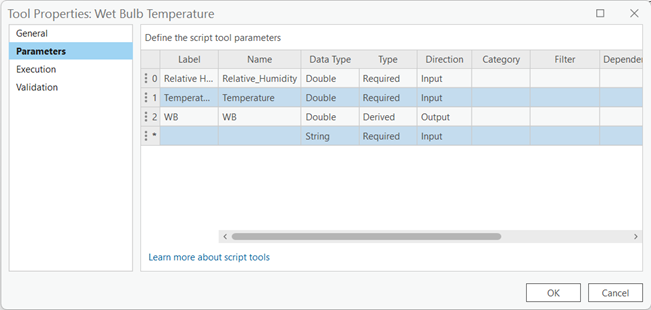 Tool Properties: Wet Bulb Temperature
General
Parameters
Execution
Validation
Define the script tool parameters
Label Name Data Type Type Direction Category Filter Dependen
0 Relative H... Relative_Humidity Double Required Input
1 Temperat... Temperature Double Required Input
2 WB WB Double Derived Output
* String Required Input
Learn more about script tools
OK Cancel